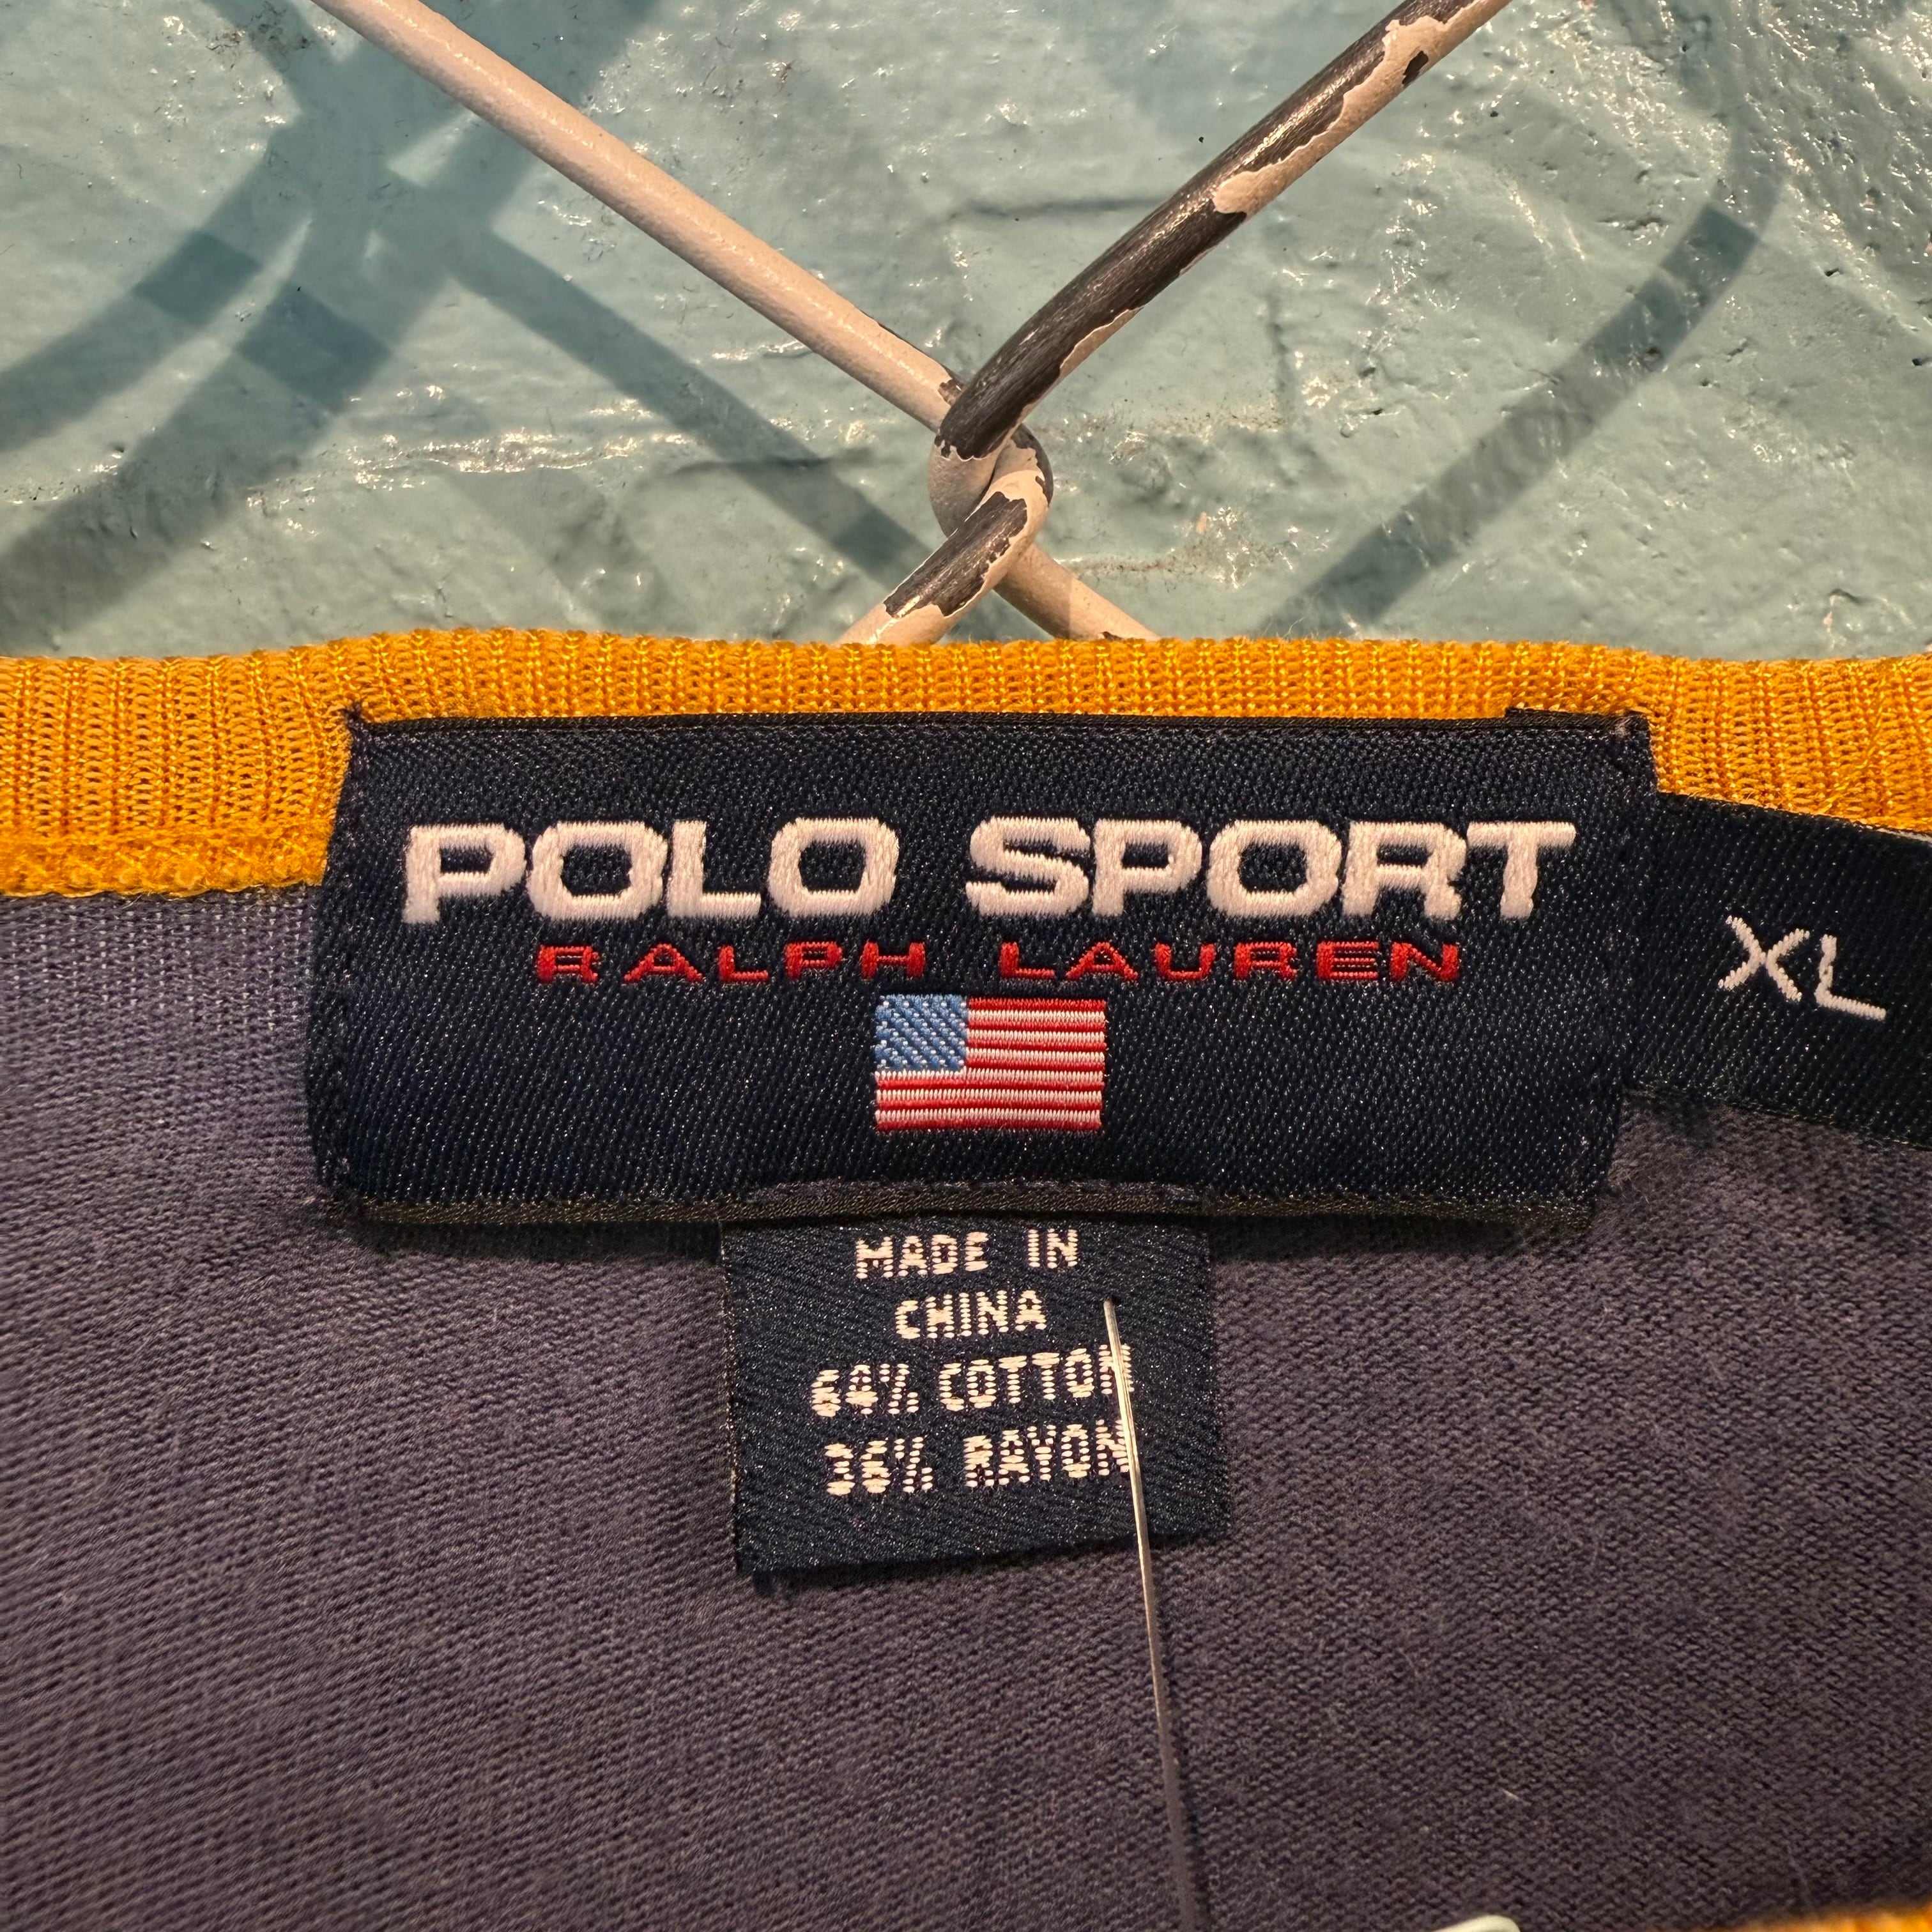 POLO SPORT
RALPH LAUREN
XL
MADE IN
CHINA
64% COTTON
36% RAYON